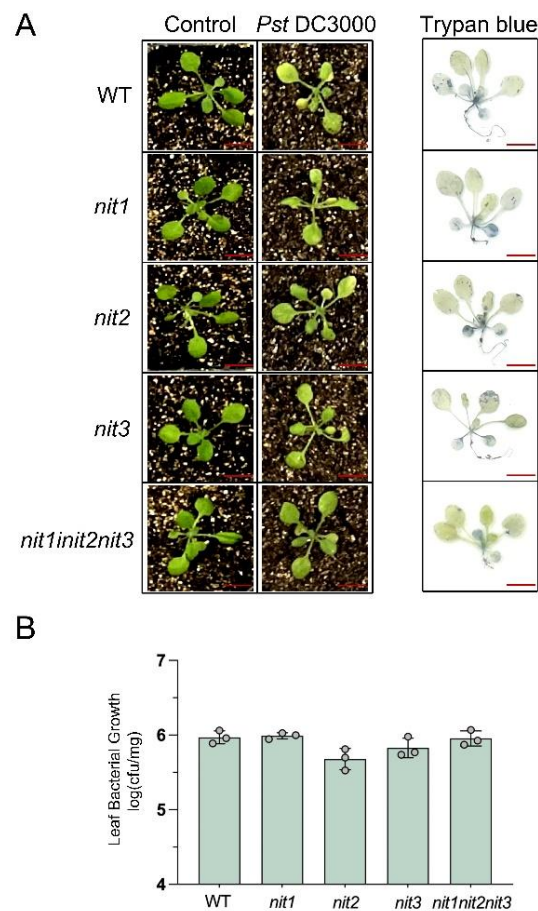 A
Control
Pst DC3000
Trypan blue
WT
nit1
nit2
nit3
nit1init2nit3
B
Leaf Bacterial Growth
log(cfu/mg)
7
6
5
4
WT nit1 nit2 nit3 nit1nit2nit3